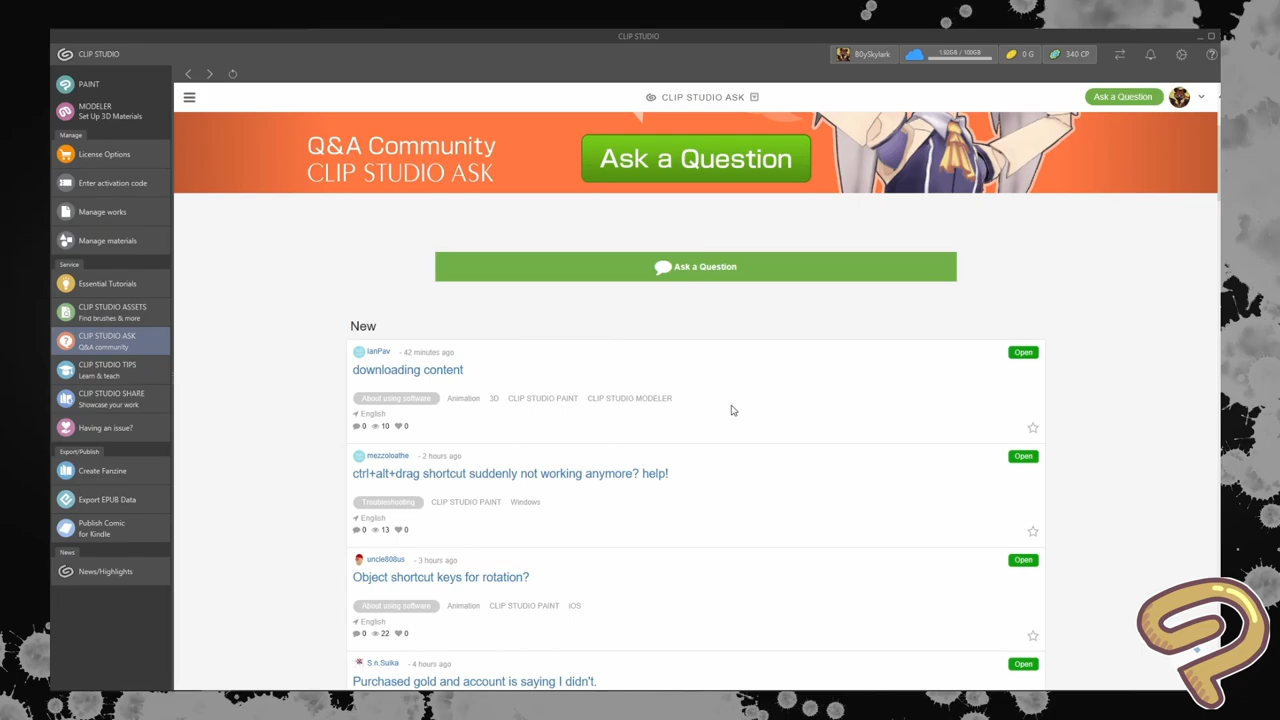 CLIP STUDIO
CLIP STUDIO
B0ySkylark
1.92GB / 100GB
0 G
340 CP
PAINT
MODELER
Set Up 3D Materials
Manage
License Options
Enter activation code
Manage works
Manage materials
Service
Essential Tutorials
CLIP STUDIO ASSETS
Find brushes & more
CLIP STUDIO ASK
Q&A community
CLIP STUDIO TIPS
Learn & teach
CLIP STUDIO SHARE
Showcase your work
Having an issue?
Export/Publish
Create Fanzine
Export EPUB Data
Publish Comic
for Kindle
News
News/Highlights
CLIP STUDIO ASK
Ask a Question
Q&A Community
CLIP STUDIO ASK
Ask a Question
Ask a Question
New
IanPav - 42 minutes ago
Open
downloading content
About using software Animation 3D CLIP STUDIO PAINT CLIP STUDIO MODELER
English
0 10 0
mezzoloathe - 2 hours ago
Open
ctrl+alt+drag shortcut suddenly not working anymore? help!
Troubleshooting CLIP STUDIO PAINT Windows
English
0 13 0
uncle808us - 3 hours ago
Open
Object shortcut keys for rotation?
About using software Animation CLIP STUDIO PAINT iOS
English
0 22 0
S.n.Suika - 4 hours ago
Open
Purchased gold and account is saying I didn't.